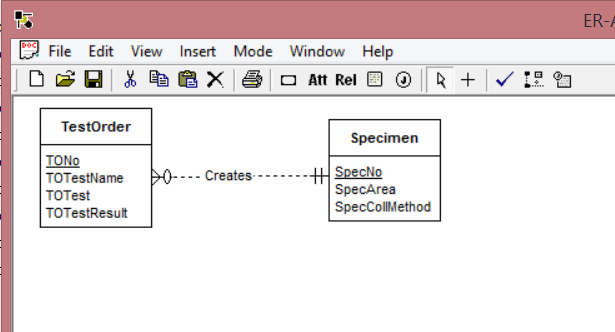 ER-A
DOC
File Edit View Insert Mode Window Help
Att Rel J
TestOrder
TONo
TOTestName
TOTest
TOTestResult
Creates
Specimen
SpecNo
SpecArea
SpecCollMethod